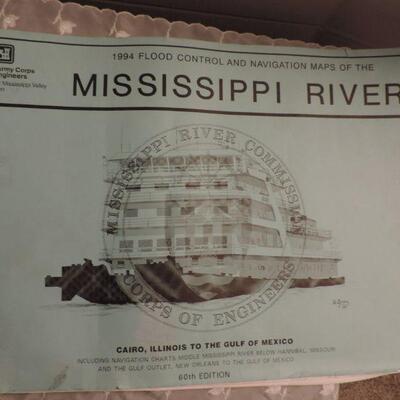 1994 FLOOD CONTROL AND NAVIGATION MAPS OF THE
MISSISSIPPI RIVER
Army Corps
Engineers
Mississippi Valley
MISSISSIPPI RIVER COMMISS
CORPS OF ENGINEERS
CAIRO, ILLINOIS TO THE GULF OF MEXICO
INCLUDING NAVIGATION CHARTS MIDDLE MISSISSIPPI RIVER BELOW HANNIBAL, MISSOURI
AND THE GULF OUTLET, NEW ORLEANS TO THE GULF OF MEXICO
60th EDITION